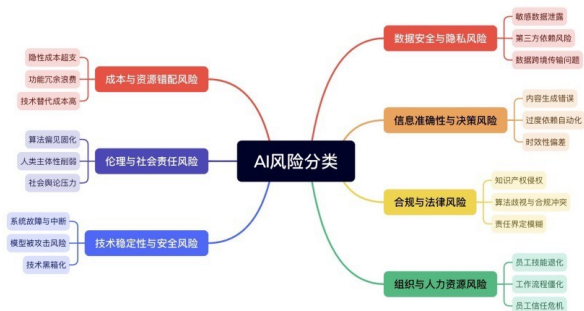 AI风险分类
数据安全与隐私风险
敏感数据泄露
第三方依赖风险
数据跨境传输问题
信息准确性与决策风险
内容生成错误
过度依赖自动化
时效性偏差
合规与法律风险
知识产权侵权
算法歧视与合规冲突
责任界定模糊
组织与人力资源风险
员工技能退化
工作流程僵化
员工信任危机
成本与资源错配风险
隐性成本超支
功能冗余浪费
技术替代成本高
伦理与社会责任风险
算法偏见固化
人类主体性削弱
社会舆论压力
技术稳定性与安全风险
系统故障与中断
模型被攻击风险
技术黑箱化